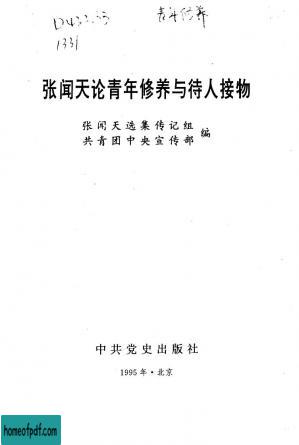 D432.63
1331
青年修养
张闻天论青年修养与待人接物
张闻天选集传记组
共青团中央宣传部
编
中共党史出版社
1995年·北京
homeofpdf.com